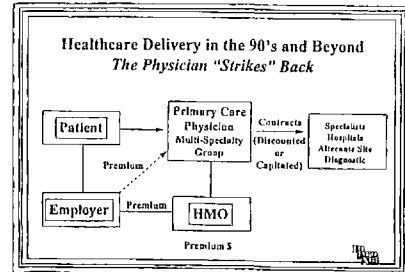 Healthcare Delivery in the 90's and Beyond
The Physician "Strikes" Back
Patient
Primary Care
Physician
Multi-Specialty
Group
Contracts
(Discounted
or
Capitated)
Specialists
Hospitals
Alternate Site
Diagnostic
Premium
Employer
Premium
HMO
Premium $